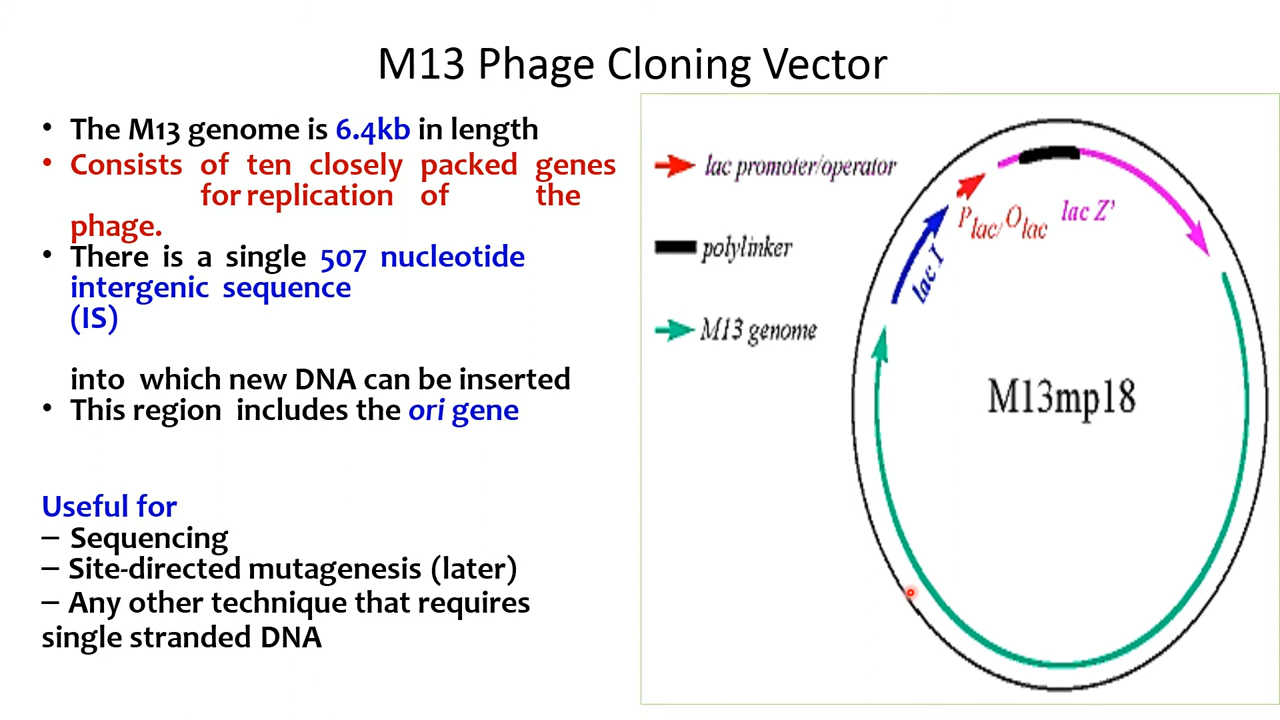 M13 Phage Cloning Vector
• The M13 genome is 6.4kb in length
• Consists of ten closely packed genes
for replication of the
phage.
• There is a single 507 nucleotide
intergenic sequence
(IS)
into which new DNA can be inserted
• This region includes the ori gene
Useful for
– Sequencing
– Site-directed mutagenesis (later)
– Any other technique that requires
single stranded DNA
lac promoter/operator
polylinker
M13 genome
lac I
Plac/Olac
lac Z'
M13mp18